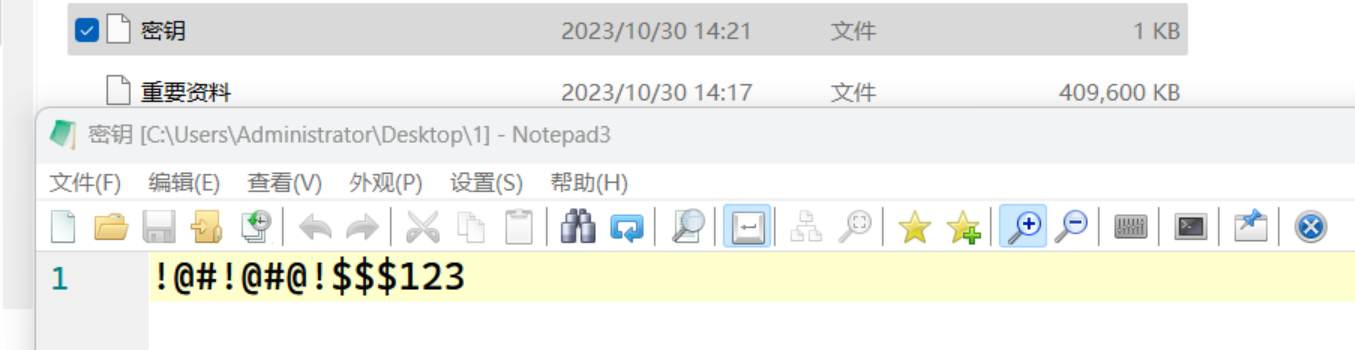 密钥 2023/10/30 14:21 文件 1 KB
重要资料 2023/10/30 14:17 文件 409,600 KB
密钥 [C:\Users\Administrator\Desktop\1] - Notepad3
文件(F) 编辑(E) 查看(V) 外观(P) 设置(S) 帮助(H)
1 !@#!@#@!$$$123